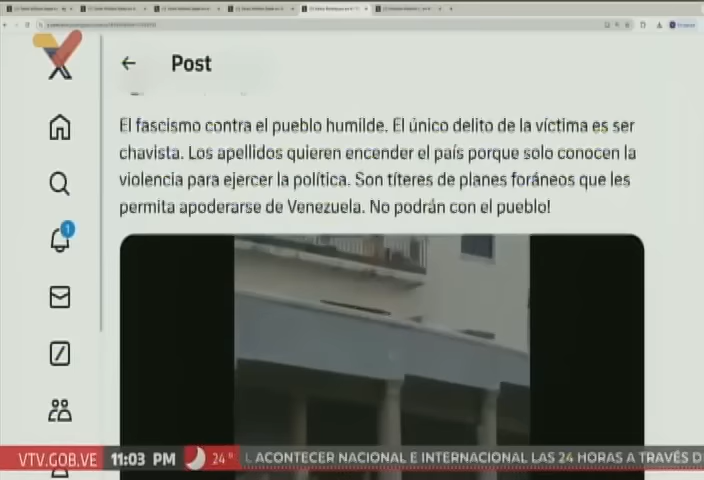 Post
El fascismo contra el pueblo humilde. El único delito de la víctima es ser
chavista. Los apellidos quieren encender el país porque solo conocen la
violencia para ejercer la política. Son títeres de planes foráneos que les
permita apoderarse de Venezuela. No podrán con el pueblo!
1
VTV.GOB.VE 11:03 PM 24° L ACONTECER NACIONAL E INTERNACIONAL LAS 24 HORAS A TRAVÉS D